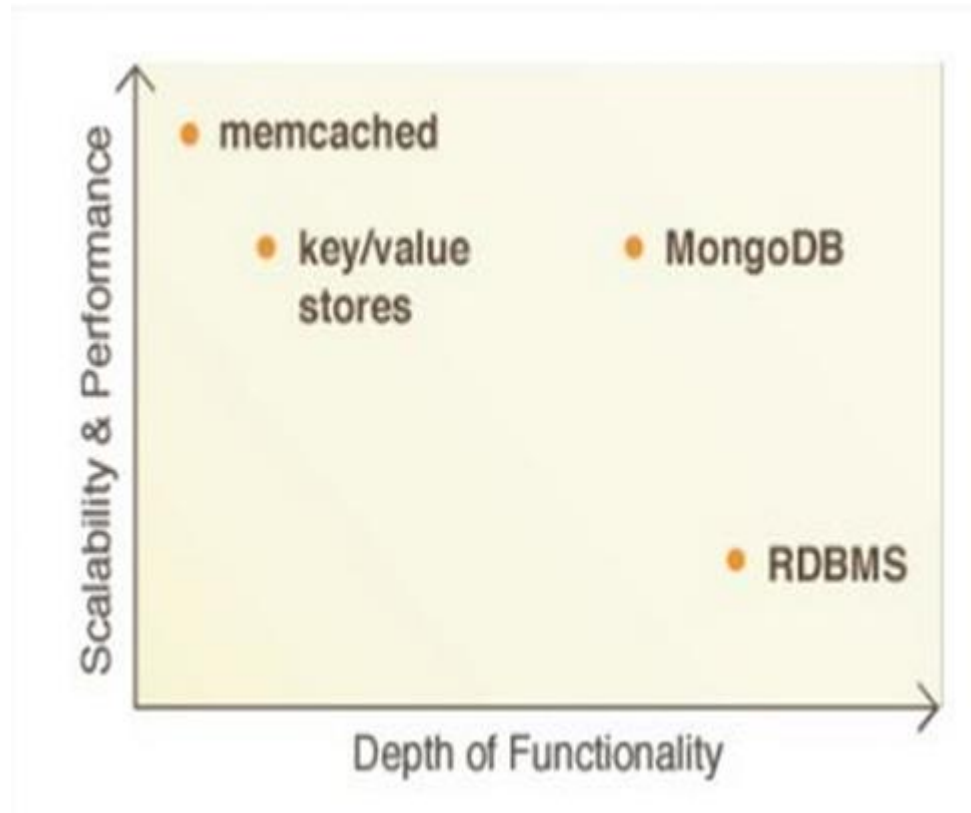 memcached
key/value
stores
MongoDB
RDBMS
Scalability & Performance
Depth of Functionality